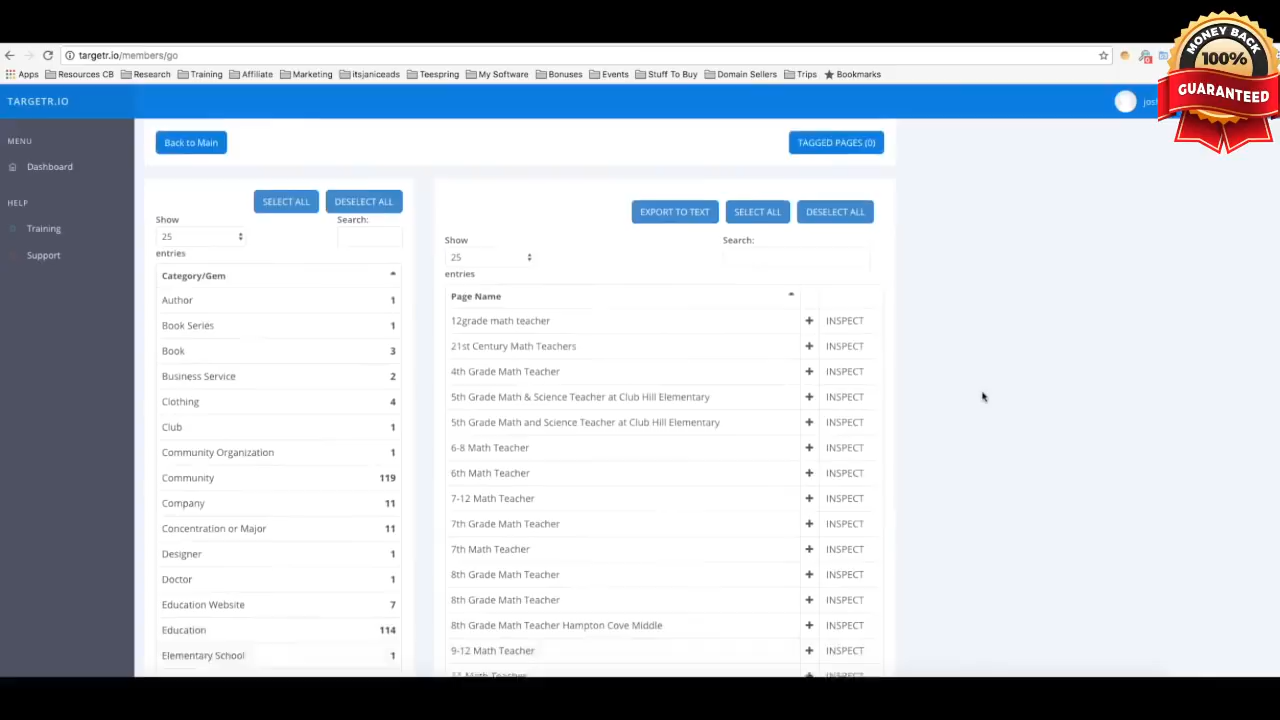 targetr.io/members/go
Apps Resources CB Research Training Affiliate Marketing itsjaniceads Teespring My Software Bonuses Events Stuff To Buy Domain Sellers Trips Bookmarks
MONEY BACK
100%
GUARANTEED
TARGETR.IO
MENU
Dashboard
HELP
Training
Support
Back to Main
TAGGED PAGES (0)
SELECT ALL DESELECT ALL
Show Search:
25
entries
Category/Gem
Author 1
Book Series 1
Book 3
Business Service 2
Clothing 4
Club 1
Community Organization 1
Community 119
Company 11
Concentration or Major 11
Designer 1
Doctor 1
Education Website 7
Education 114
Elementary School 1
EXPORT TO TEXT SELECT ALL DESELECT ALL
Show Search:
25
entries
Page Name
12grade math teacher + INSPECT
21st Century Math Teachers + INSPECT
4th Grade Math Teacher + INSPECT
5th Grade Math & Science Teacher at Club Hill Elementary + INSPECT
5th Grade Math and Science Teacher at Club Hill Elementary + INSPECT
6-8 Math Teacher + INSPECT
6th Math Teacher + INSPECT
7-12 Math Teacher + INSPECT
7th Grade Math Teacher + INSPECT
7th Math Teacher + INSPECT
8th Grade Math Teacher + INSPECT
8th Grade Math Teacher + INSPECT
8th Grade Math Teacher Hampton Cove Middle + INSPECT
9-12 Math Teacher + INSPECT
Math Teacher + INSPECT